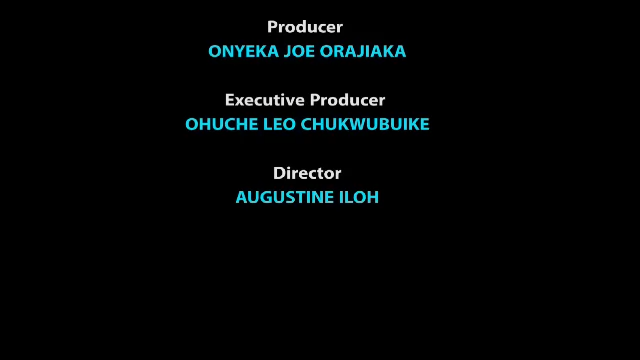 Producer
ONYEKA JOE ORAJIAKA
Executive Producer
OHUCHE LEO CHUKWUBUIKE
Director
AUGUSTINE ILOH